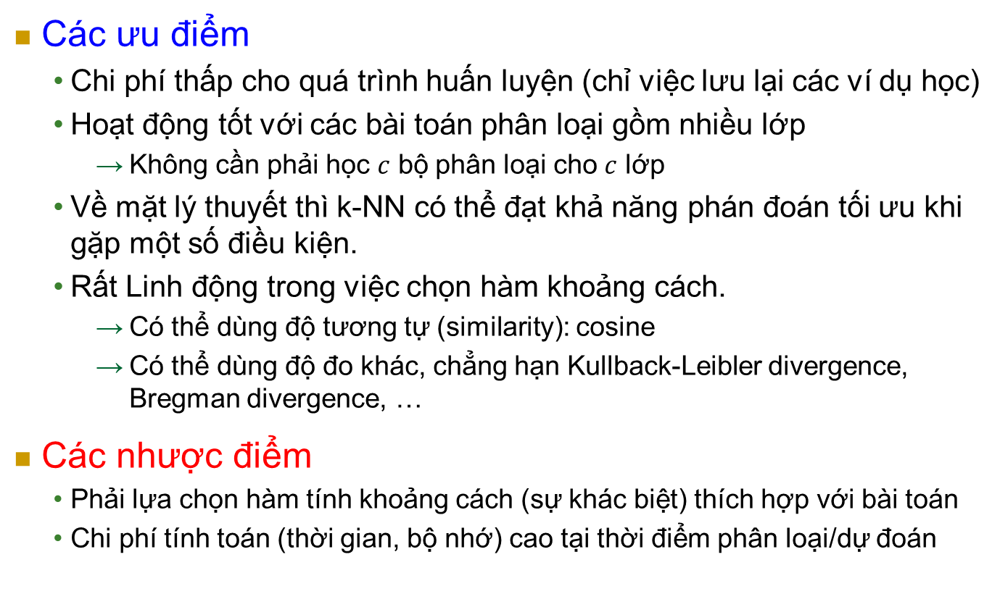 Các ưu điểm
• Chi phí thấp cho quá trình huấn luyện (chỉ việc lưu lại các ví dụ học)
• Hoạt động tốt với các bài toán phân loại gồm nhiều lớp
→ Không cần phải học c bộ phân loại cho c lớp
• Về mặt lý thuyết thì k-NN có thể đạt khả năng phán đoán tối ưu khi
gặp một số điều kiện.
• Rất Linh động trong việc chọn hàm khoảng cách.
→ Có thể dùng độ tương tự (similarity): cosine
→ Có thể dùng độ đo khác, chẳng hạn Kullback-Leibler divergence,
Bregman divergence, …
Các nhược điểm
• Phải lựa chọn hàm tính khoảng cách (sự khác biệt) thích hợp với bài toán
• Chi phí tính toán (thời gian, bộ nhớ) cao tại thời điểm phân loại/dự đoán